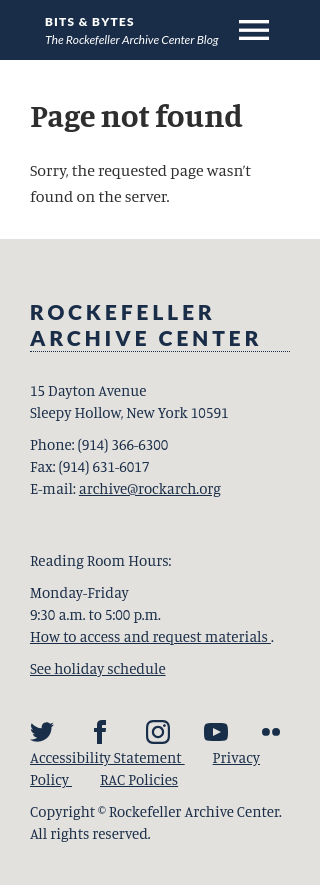 BITS & BYTES
The Rockefeller Archive Center Blog
Page not found
Sorry, the requested page wasn’t
found on the server.
ROCKEFELLER
ARCHIVE CENTER
15 Dayton Avenue
Sleepy Hollow, New York 10591
Phone: (914) 366-6300
Fax: (914) 631-6017
E-mail: archive@rockarch.org
Reading Room Hours:
Monday-Friday
9:30 a.m. to 5:00 p.m.
How to access and request materials .
See holiday schedule
Accessibility Statement Privacy
Policy RAC Policies
Copyright © Rockefeller Archive Center.
All rights reserved.